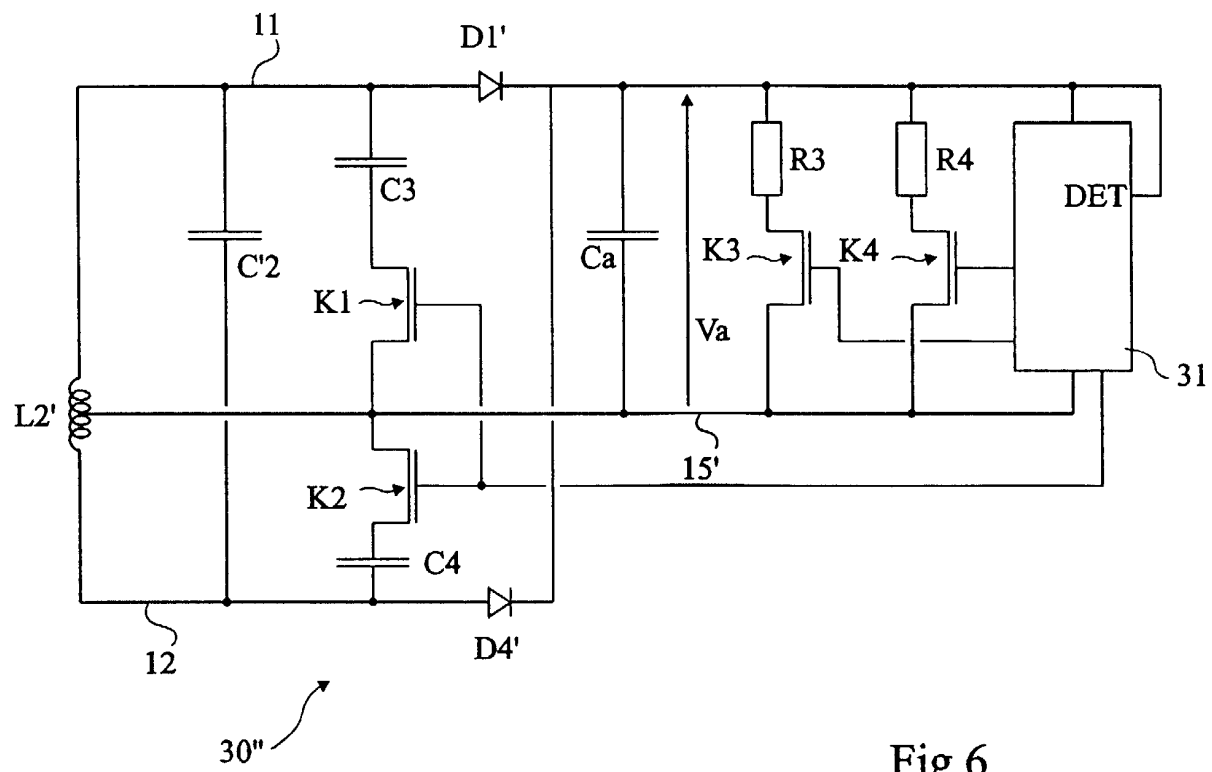 11
D1'
C3
R3
R4
DET
C'2
K1
Ca
K3
K4
Va
31
L2'
15'
K2
C4
12
D4'
30"
Fig 6